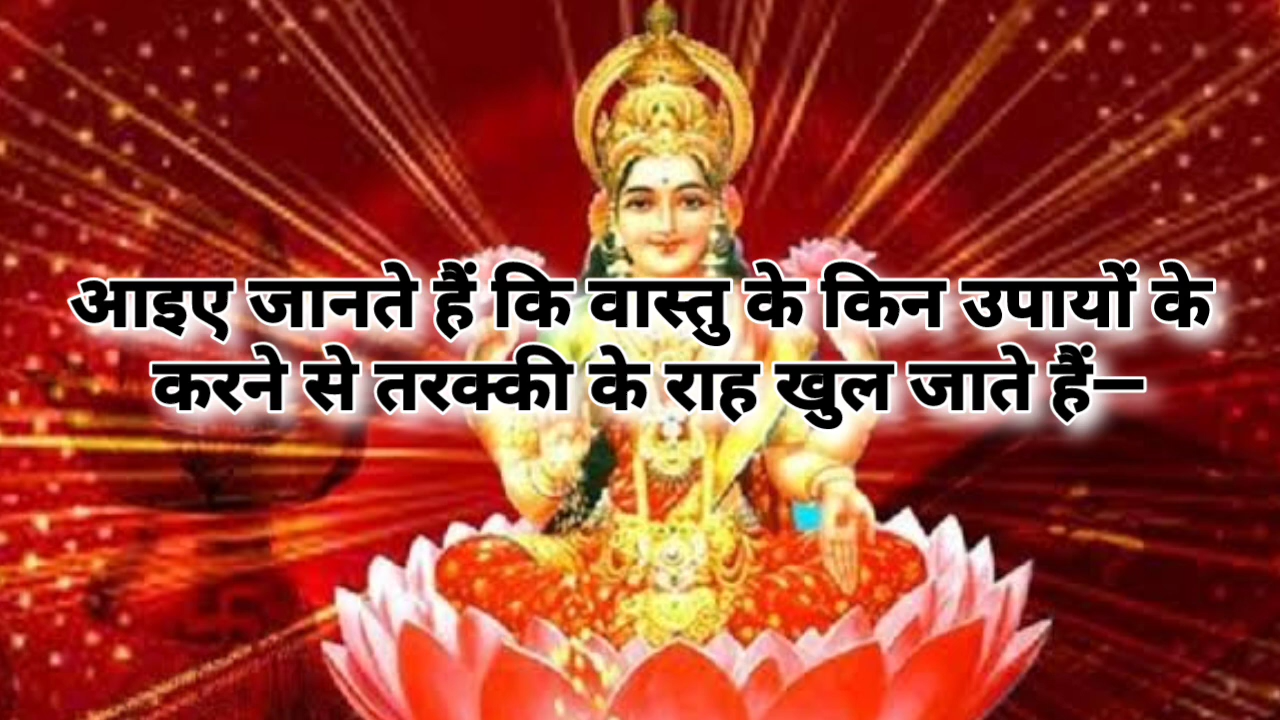 आइए जानते हैं कि वास्तु के किन उपायों के
करने से तरक्की के राह खुल जाते हैं—